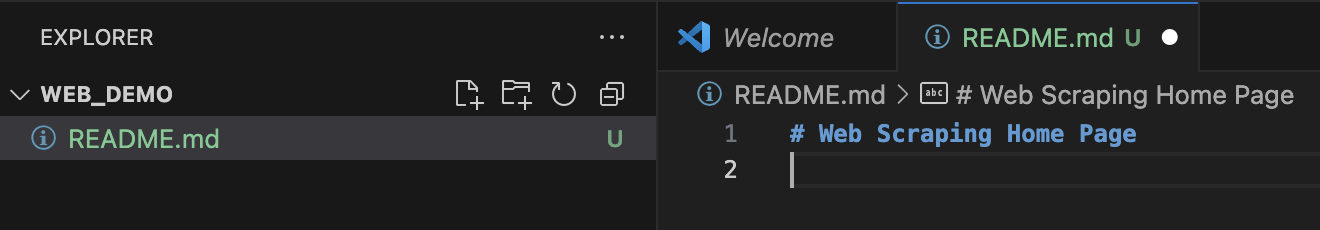 EXPLORER
WEB_DEMO
README.md U
Welcome
README.md U
README.md > abc # Web Scraping Home Page
1 # Web Scraping Home Page
2